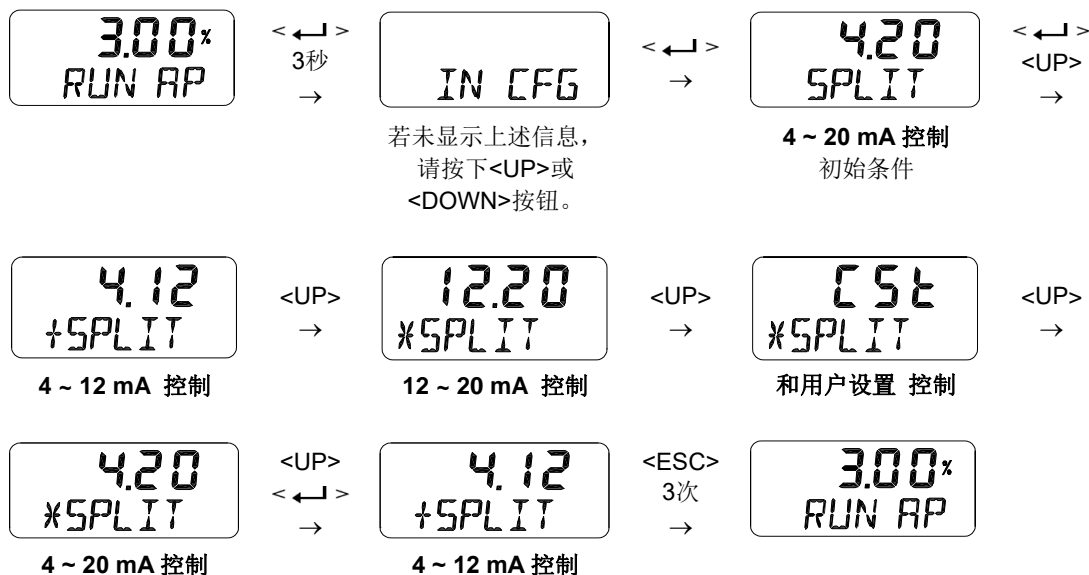 3.00%
RUN AP
< ↵ >
3秒
→
IN CFG
若未显示上述信息，
请按下<UP>或
<DOWN>按钮。
< ↵ >
→
4.20
SPLIT
4 ~ 20 mA 控制
初始条件
< ↵ >
<UP>
→
4.12
+SPLIT
4 ~ 12 mA 控制
<UP>
→
12.20
*SPLIT
12 ~ 20 mA 控制
<UP>
→
CSt
*SPLIT
和用户设置 控制
<UP>
→
4.20
*SPLIT
4 ~ 20 mA 控制
<UP>
< ↵ >
→
4.12
+SPLIT
4 ~ 12 mA 控制
<ESC>
3次
→
3.00%
RUN AP